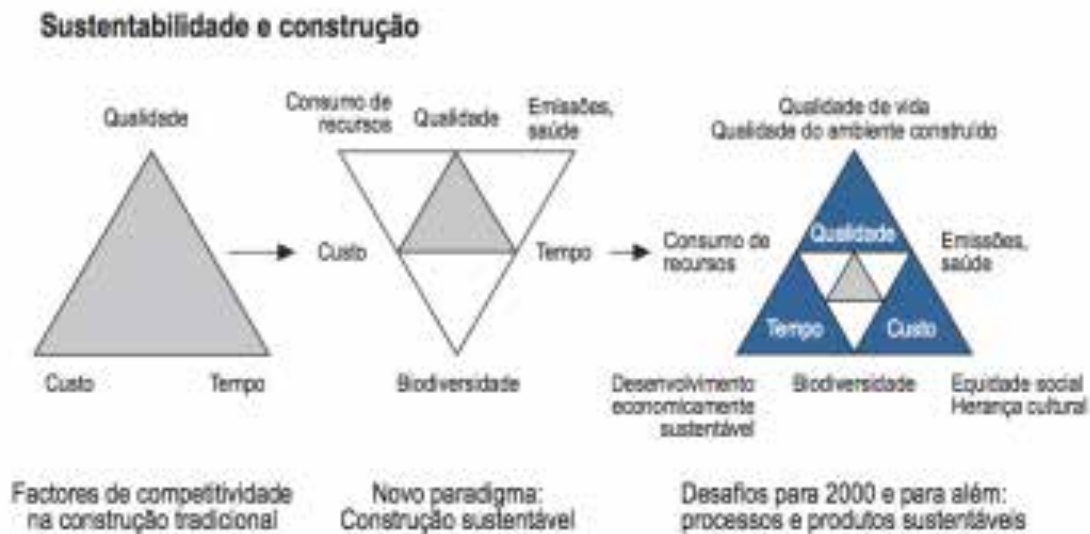 Sustentabilidade e construção
Qualidade
Custo
Tempo
Factores de competitividade
na construção tradicional
Consumo de
recursos
Qualidade
Emissões,
saúde
Custo
Tempo
Biodiversidade
Novo paradigma:
Construção sustentável
Qualidade de vida
Qualidade do ambiente construído
Consumo de
recursos
Qualidade
Emissões,
saúde
Tempo
Custo
Desenvolvimento
economicamente
sustentável
Biodiversidade
Equidade social
Herança cultural
Desafios para 2000 e para além:
processos e produtos sustentáveis